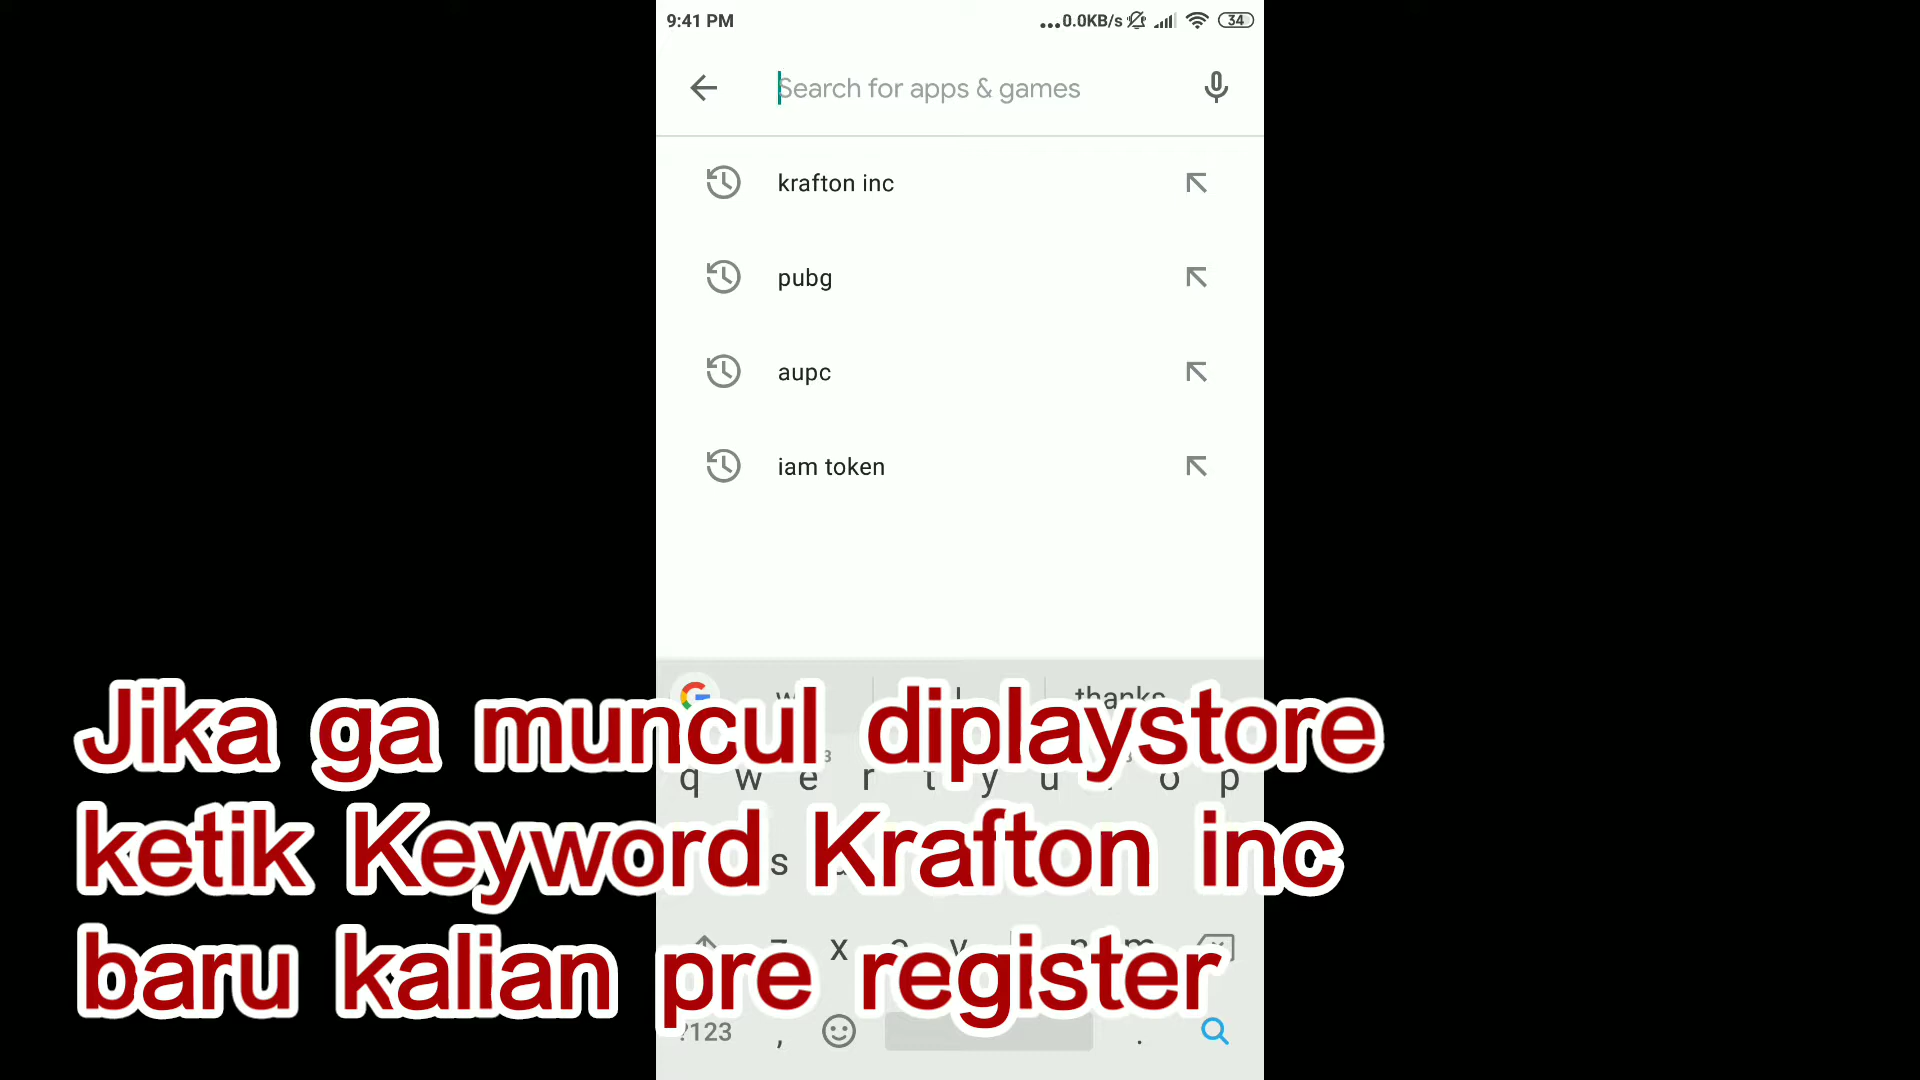 9:41 PM ...0.0KB/s 34
Search for apps & games
krafton inc
pubg
aupc
iam token
thanks
Jika ga muncul diplaystore
q w e r t y u o p
ketik Keyword Krafton inc
s
z x c v n m
baru kalian pre register
?123 , .